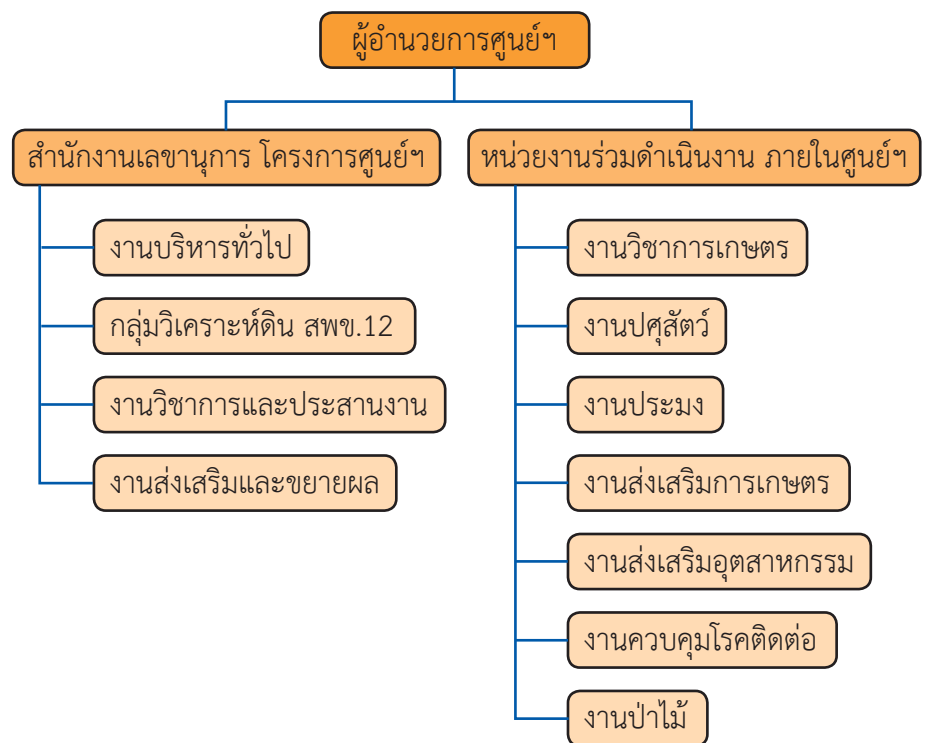 ผู้อำนวยการศูนย์ฯ
สำนักงานเลขานุการ โครงการศูนย์ฯ
งานบริหารทั่วไป
กลุ่มวิเคราะห์ดิน สพข.12
งานวิชาการและประสานงาน
งานส่งเสริมและขยายผล
หน่วยงานร่วมดำเนินงาน ภายในศูนย์ฯ
งานวิชาการเกษตร
งานปศุสัตว์
งานประมง
งานส่งเสริมการเกษตร
งานส่งเสริมอุตสาหกรรม
งานควบคุมโรคติดต่อ
งานป่าไม้